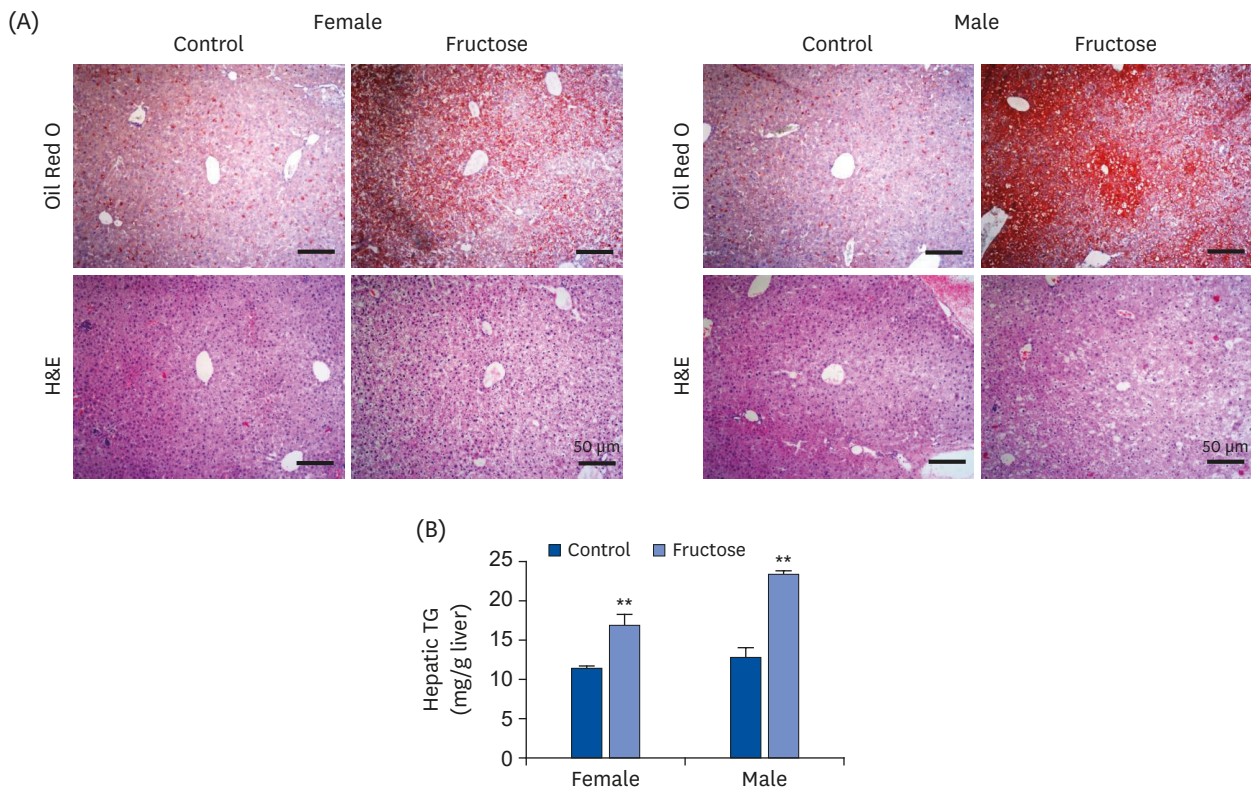 (A)
Female
Male
Control
Fructose
Control
Fructose
Oil Red O
Oil Red O
H&E
50 µm
H&E
50 µm
(B)
Control
Fructose
Hepatic TG
(mg/g liver)
25
20
15
10
5
0
**
**
Female
Male